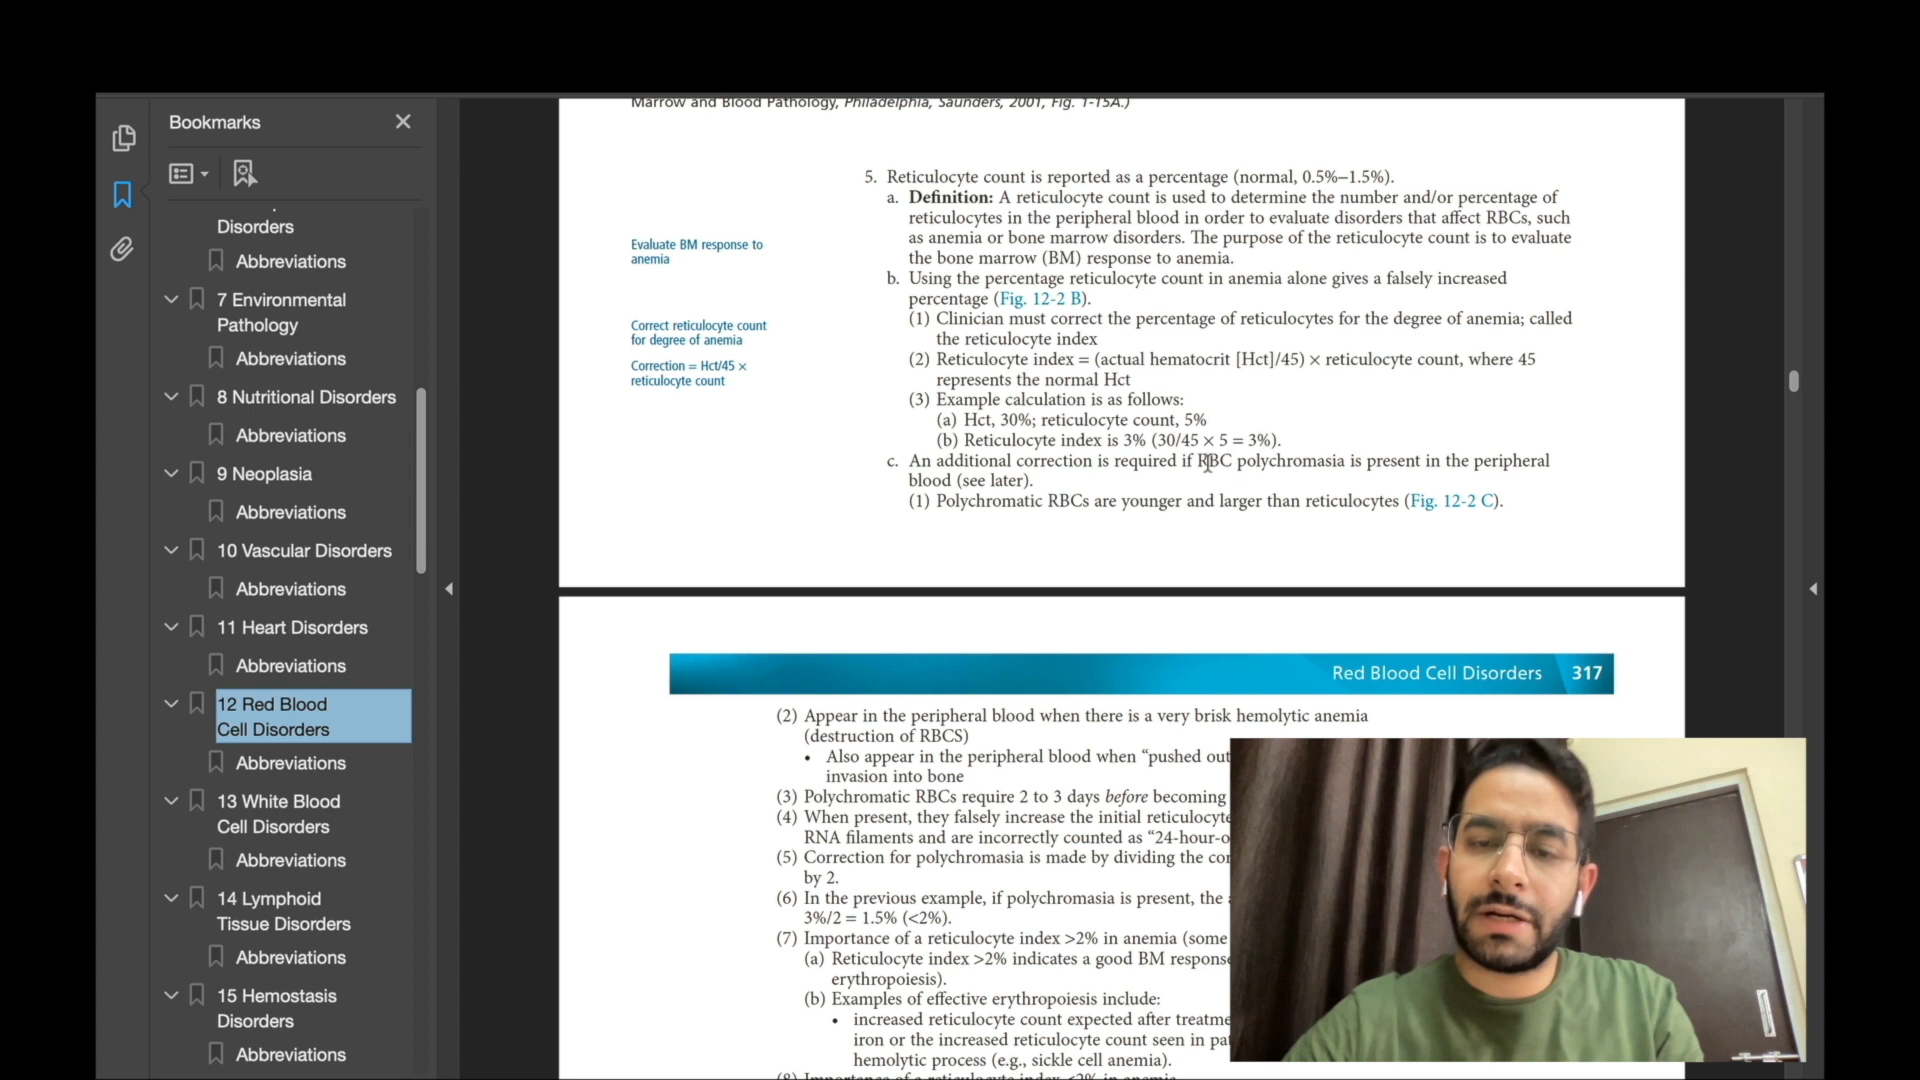 Bookmarks
Disorders
Abbreviations
7 Environmental
Pathology
Abbreviations
8 Nutritional Disorders
Abbreviations
9 Neoplasia
Abbreviations
10 Vascular Disorders
Abbreviations
11 Heart Disorders
Abbreviations
12 Red Blood
Cell Disorders
Abbreviations
13 White Blood
Cell Disorders
Abbreviations
14 Lymphoid
Tissue Disorders
Abbreviations
15 Hemostasis
Disorders
Abbreviations
Marrow and Blood Pathology, Philadelphia, Saunders, 2001, Fig. 1-15A.)
5. Reticulocyte count is reported as a percentage (normal, 0.5%–1.5%).
a. Definition: A reticulocyte count is used to determine the number and/or percentage of
reticulocytes in the peripheral blood in order to evaluate disorders that affect RBCs, such
as anemia or bone marrow disorders. The purpose of the reticulocyte count is to evaluate
the bone marrow (BM) response to anemia.
Evaluate BM response to
anemia
b. Using the percentage reticulocyte count in anemia alone gives a falsely increased
percentage (Fig. 12-2 B).
(1) Clinician must correct the percentage of reticulocytes for the degree of anemia; called
the reticulocyte index
Correct reticulocyte count
for degree of anemia
(2) Reticulocyte index = (actual hematocrit [Hct]/45) × reticulocyte count, where 45
represents the normal Hct
Correction = Hct/45 ×
reticulocyte count
(3) Example calculation is as follows:
(a) Hct, 30%; reticulocyte count, 5%
(b) Reticulocyte index is 3% (30/45 × 5 = 3%).
c. An additional correction is required if RBC polychromasia is present in the peripheral
blood (see later).
(1) Polychromatic RBCs are younger and larger than reticulocytes (Fig. 12-2 C).
Red Blood Cell Disorders 317
(2) Appear in the peripheral blood when there is a very brisk hemolytic anemia
(destruction of RBCS)
• Also appear in the peripheral blood when “pushed out
invasion into bone
(3) Polychromatic RBCs require 2 to 3 days before becoming
(4) When present, they falsely increase the initial reticulocyte
RNA filaments and are incorrectly counted as “24-hour-o
(5) Correction for polychromasia is made by dividing the cor
by 2.
(6) In the previous example, if polychromasia is present, the
3%/2 = 1.5% (<2%).
(7) Importance of a reticulocyte index >2% in anemia (some
(a) Reticulocyte index >2% indicates a good BM response
erythropoiesis).
(b) Examples of effective erythropoiesis include:
• increased reticulocyte count expected after treatme
iron or the increased reticulocyte count seen in pa
hemolytic process (e.g., sickle cell anemia).
(8) Importance of a reticulocyte index <2% in anemia